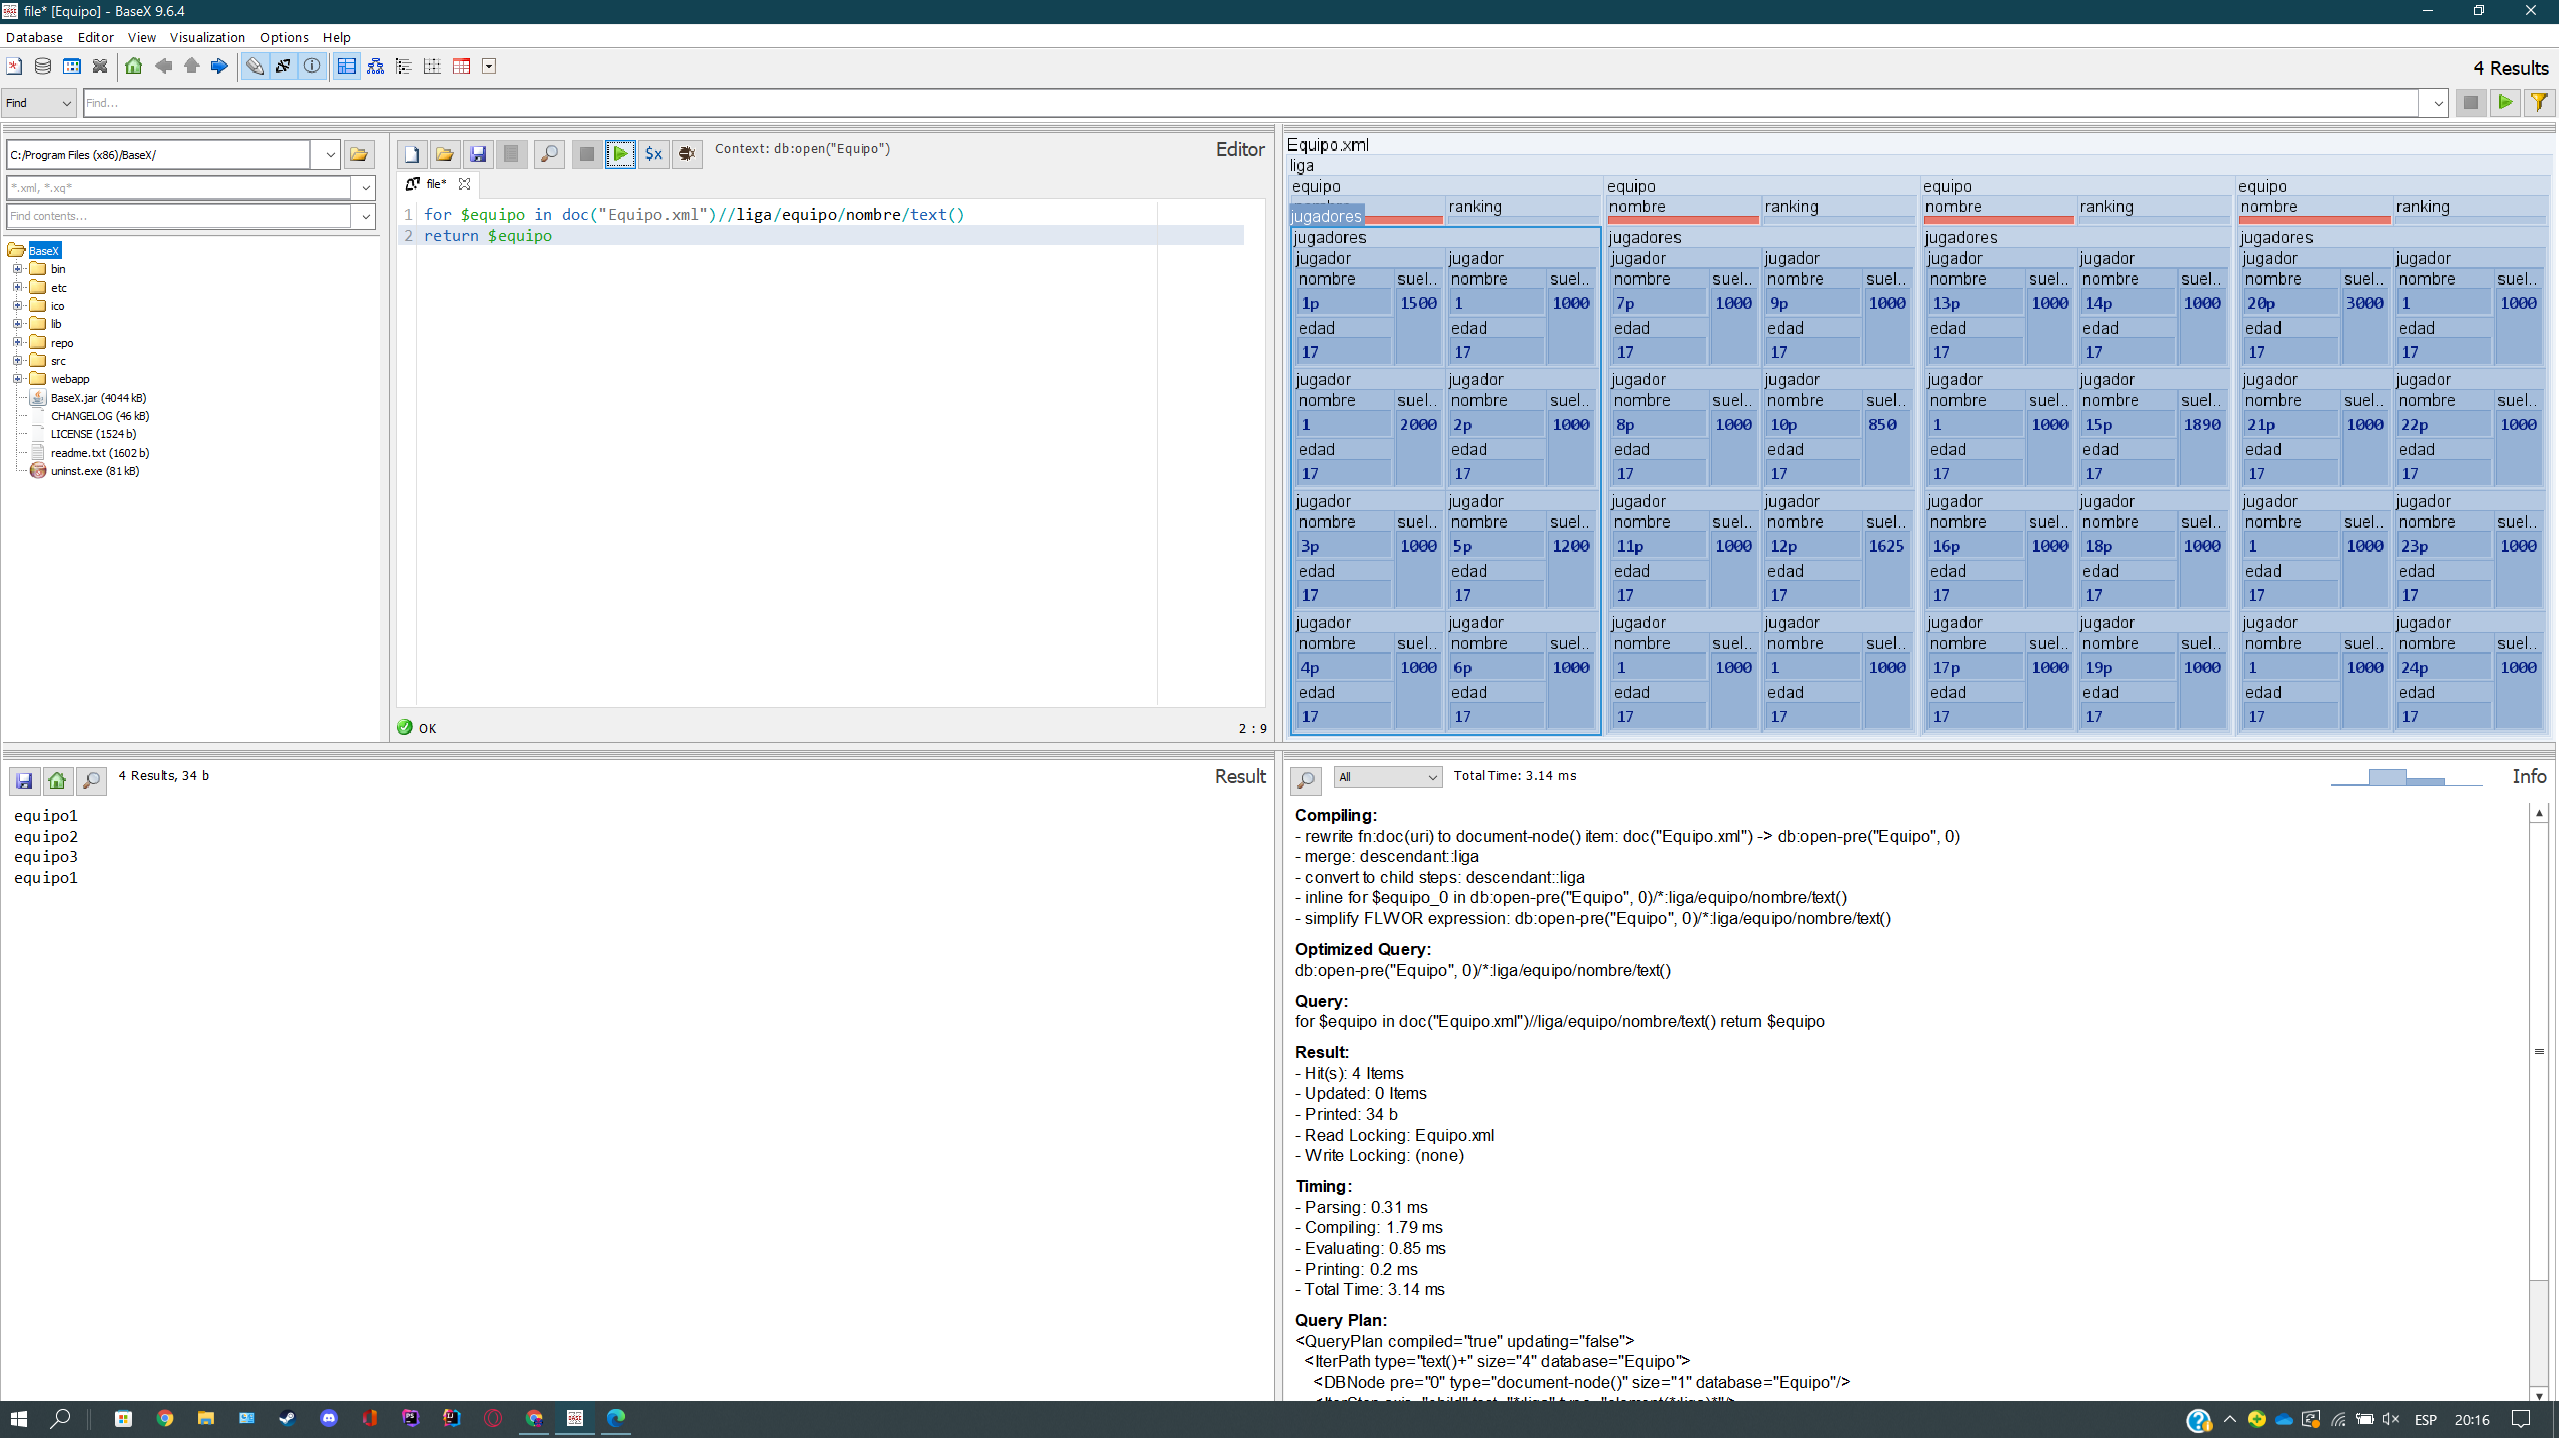 file* [Equipo] - BaseX 9.6.4
Database Editor View Visualization Options Help
4 Results
Find Find...
C:/Program Files (x86)/BaseX/
*.xml, *.xq*
Find contents...
BaseX
bin
etc
ico
lib
repo
src
webapp
BaseX.jar (4044 kB)
CHANGELOG (46 kB)
LICENSE (1524 b)
readme.txt (1602 b)
uninst.exe (81 kB)
$x Context: db:open("Equipo") Editor
file*
1 for $equipo in doc("Equipo.xml")//liga/equipo/nombre/text()
2 return $equipo
OK 2 : 9
Equipo.xml
liga
equipo equipo equipo equipo
ranking nombre ranking nombre ranking nombre ranking
jugadores
jugadores jugadores jugadores jugadores
jugador jugador jugador jugador jugador jugador jugador jugador
nombre suel.. nombre suel.. nombre suel.. nombre suel.. nombre suel.. nombre suel.. nombre suel.. nombre suel..
1p 1500 1 1000 7p 1000 9p 1000 13p 1000 14p 1000 20p 3000 1 1000
edad edad edad edad edad edad edad edad
17 17 17 17 17 17 17 17
jugador jugador jugador jugador jugador jugador jugador jugador
nombre suel.. nombre suel.. nombre suel.. nombre suel.. nombre suel.. nombre suel.. nombre suel.. nombre suel..
1 2000 2p 1000 8p 1000 10p 850 1 1000 15p 1890 21p 1000 22p 1000
edad edad edad edad edad edad edad edad
17 17 17 17 17 17 17 17
jugador jugador jugador jugador jugador jugador jugador jugador
nombre suel.. nombre suel.. nombre suel.. nombre suel.. nombre suel.. nombre suel.. nombre suel.. nombre suel..
3p 1000 5p 1200 11p 1000 12p 1625 16p 1000 18p 1000 1 1000 23p 1000
edad edad edad edad edad edad edad edad
17 17 17 17 17 17 17 17
jugador jugador jugador jugador jugador jugador jugador jugador
nombre suel.. nombre suel.. nombre suel.. nombre suel.. nombre suel.. nombre suel.. nombre suel.. nombre suel..
4p 1000 6p 1000 1 1000 1 1000 17p 1000 19p 1000 1 1000 24p 1000
edad edad edad edad edad edad edad edad
17 17 17 17 17 17 17 17
4 Results, 34 b Result
equipo1
equipo2
equipo3
equipo1
All Total Time: 3.14 ms Info
Compiling:
- rewrite fn:doc(uri) to document-node() item: doc("Equipo.xml") -> db:open-pre("Equipo", 0)
- merge: descendant::liga
- convert to child steps: descendant::liga
- inline for $equipo_0 in db:open-pre("Equipo", 0)/*:liga/equipo/nombre/text()
- simplify FLWOR expression: db:open-pre("Equipo", 0)/*:liga/equipo/nombre/text()
Optimized Query:
db:open-pre("Equipo", 0)/*:liga/equipo/nombre/text()
Query:
for $equipo in doc("Equipo.xml")//liga/equipo/nombre/text() return $equipo
Result:
- Hit(s): 4 Items
- Updated: 0 Items
- Printed: 34 b
- Read Locking: Equipo.xml
- Write Locking: (none)
Timing:
- Parsing: 0.31 ms
- Compiling: 1.79 ms
- Evaluating: 0.85 ms
- Printing: 0.2 ms
- Total Time: 3.14 ms
Query Plan:
<QueryPlan compiled="true" updating="false">
<IterPath type="text()+" size="4" database="Equipo">
<DBNode pre="0" type="document-node()" size="1" database="Equipo"/>
ESP 20:16